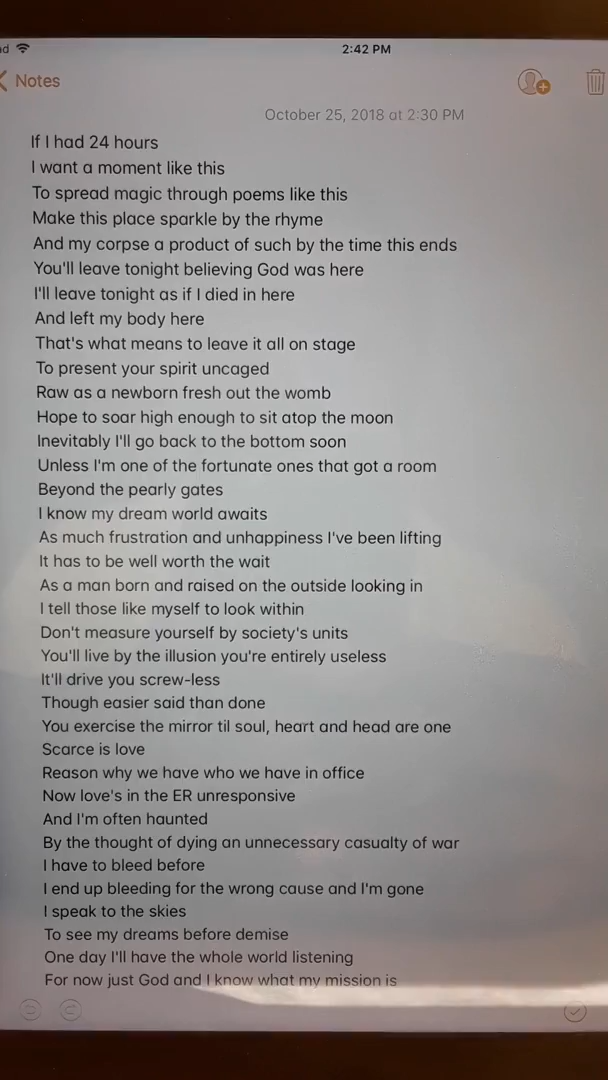 2:42 PM
Notes
October 25, 2018 at 2:30 PM
If I had 24 hours
I want a moment like this
To spread magic through poems like this
Make this place sparkle by the rhyme
And my corpse a product of such by the time this ends
You'll leave tonight believing God was here
I'll leave tonight as if I died in here
And left my body here
That's what means to leave it all on stage
To present your spirit uncaged
Raw as a newborn fresh out the womb
Hope to soar high enough to sit atop the moon
Inevitably I'll go back to the bottom soon
Unless I'm one of the fortunate ones that got a room
Beyond the pearly gates
I know my dream world awaits
As much frustration and unhappiness I've been lifting
It has to be well worth the wait
As a man born and raised on the outside looking in
I tell those like myself to look within
Don't measure yourself by society's units
You'll live by the illusion you're entirely useless
It'll drive you screw-less
Though easier said than done
You exercise the mirror til soul, heart and head are one
Scarce is love
Reason why we have who we have in office
Now love's in the ER unresponsive
And I'm often haunted
By the thought of dying an unnecessary casualty of war
I have to bleed before
I end up bleeding for the wrong cause and I'm gone
I speak to the skies
To see my dreams before demise
One day I'll have the whole world listening
For now just God and I know what my mission is